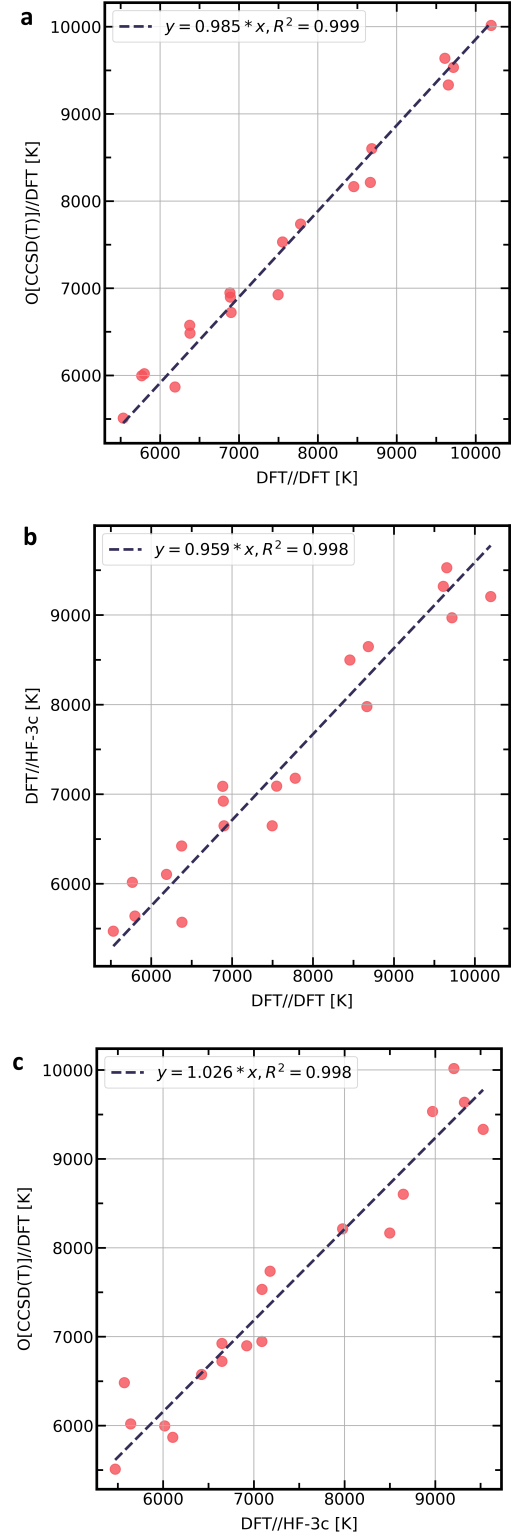 a
y = 0.985 * x, R² = 0.999
10000
9000
8000
7000
6000
O[CCSD(T)]//DFT [K]
6000 7000 8000 9000 10000
DFT//DFT [K]
b
y = 0.959 * x, R² = 0.998
9000
8000
7000
6000
DFT//HF-3c [K]
6000 7000 8000 9000 10000
DFT//DFT [K]
c
y = 1.026 * x, R² = 0.998
10000
9000
8000
7000
6000
O[CCSD(T)]//DFT [K]
6000 7000 8000 9000
DFT//HF-3c [K]